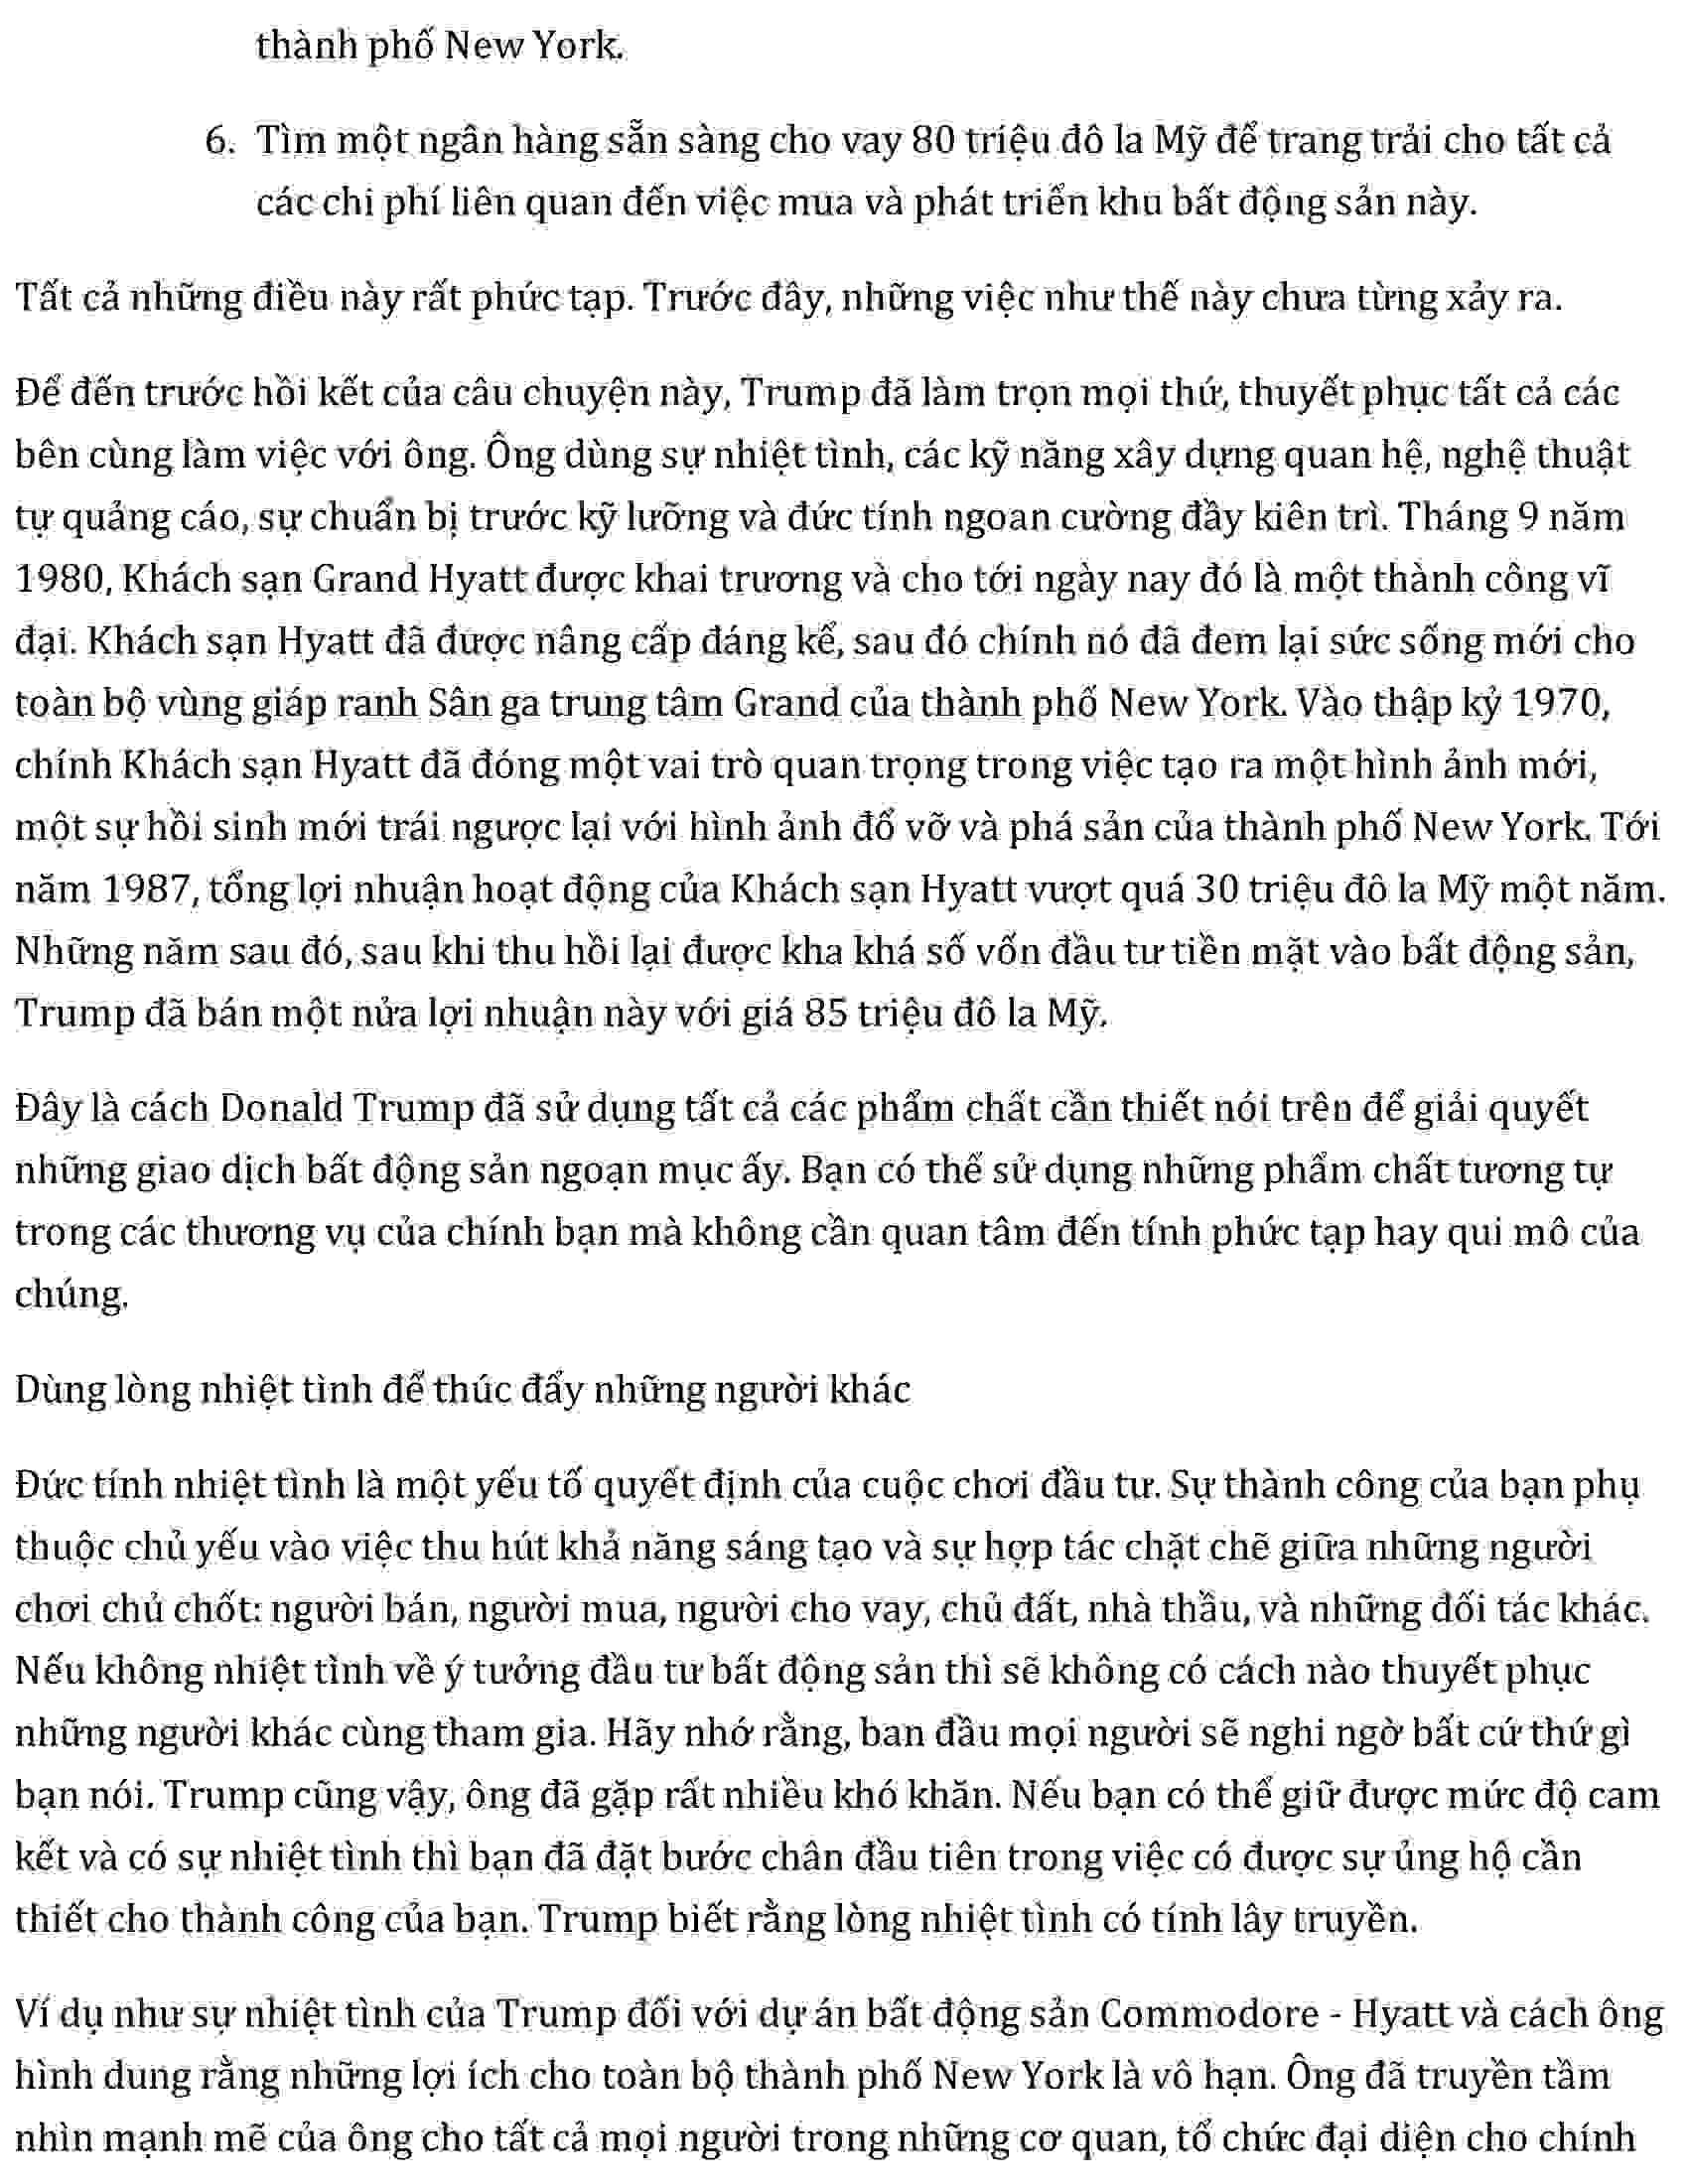 thành phố New York.
6. Tìm một ngân hàng sẵn sàng cho vay 80 triệu đô la Mỹ để trang trải cho tất cả
các chi phí liên quan đến việc mua và phát triển khu bất động sản này.
Tất cả những điều này rất phức tạp. Trước đây, những việc như thế này chưa từng xảy ra.
Để đến trước hồi kết của câu chuyện này, Trump đã làm trọn mọi thứ, thuyết phục tất cả các
bên cùng làm việc với ông. Ông dùng sự nhiệt tình, các kỹ năng xây dựng quan hệ, nghệ thuật
tự quảng cáo, sự chuẩn bị trước kỹ lưỡng và đức tính ngoan cường đầy kiên trì. Tháng 9 năm
1980, Khách sạn Grand Hyatt được khai trương và cho tới ngày nay đó là một thành công vĩ
đại. Khách sạn Hyatt đã được nâng cấp đáng kể, sau đó chính nó đã đem lại sức sống mới cho
toàn bộ vùng giáp ranh Sân ga trung tâm Grand của thành phố New York. Vào thập kỷ 1970,
chính Khách sạn Hyatt đã đóng một vai trò quan trọng trong việc tạo ra một hình ảnh mới,
một sự hồi sinh mới trái ngược lại với hình ảnh đổ vỡ và phá sản của thành phố New York. Tới
năm 1987, tổng lợi nhuận hoạt động của Khách sạn Hyatt vượt quá 30 triệu đô la Mỹ một năm.
Những năm sau đó, sau khi thu hồi lại được kha khá số vốn đầu tư tiền mặt vào bất động sản,
Trump đã bán một nửa lợi nhuận này với giá 85 triệu đô la Mỹ.
Đây là cách Donald Trump đã sử dụng tất cả các phẩm chất cần thiết nói trên để giải quyết
những giao dịch bất động sản ngoạn mục ấy. Bạn có thể sử dụng những phẩm chất tương tự
trong các thương vụ của chính bạn mà không cần quan tâm đến tính phức tạp hay qui mô của
chúng.
Dùng lòng nhiệt tình để thúc đẩy những người khác
Đức tính nhiệt tình là một yếu tố quyết định của cuộc chơi đầu tư. Sự thành công của bạn phụ
thuộc chủ yếu vào việc thu hút khả năng sáng tạo và sự hợp tác chặt chẽ giữa những người
chơi chủ chốt: người bán, người mua, người cho vay, chủ đất, nhà thầu, và những đối tác khác.
Nếu không nhiệt tình về ý tưởng đầu tư bất động sản thì sẽ không có cách nào thuyết phục
những người khác cùng tham gia. Hãy nhớ rằng, ban đầu mọi người sẽ nghi ngờ bất cứ thứ gì
bạn nói. Trump cũng vậy, ông đã gặp rất nhiều khó khăn. Nếu bạn có thể giữ được mức độ cam
kết và có sự nhiệt tình thì bạn đã đặt bước chân đầu tiên trong việc có được sự ủng hộ cần
thiết cho thành công của bạn. Trump biết rằng lòng nhiệt tình có tính lây truyền.
Ví dụ như sự nhiệt tình của Trump đối với dự án bất động sản Commodore - Hyatt và cách ông
hình dung rằng những lợi ích cho toàn bộ thành phố New York là vô hạn. Ông đã truyền tầm
nhìn mạnh mẽ của ông cho tất cả mọi người trong những cơ quan, tổ chức đại diện cho chính